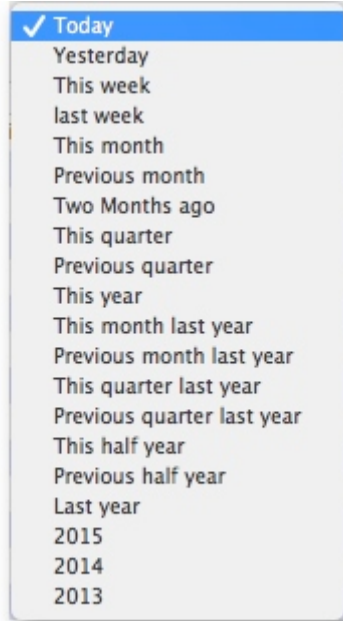 Today
Yesterday
This week
last week
This month
Previous month
Two Months ago
This quarter
Previous quarter
This year
This month last year
Previous month last year
This quarter last year
Previous quarter last year
This half year
Previous half year
Last year
2015
2014
2013